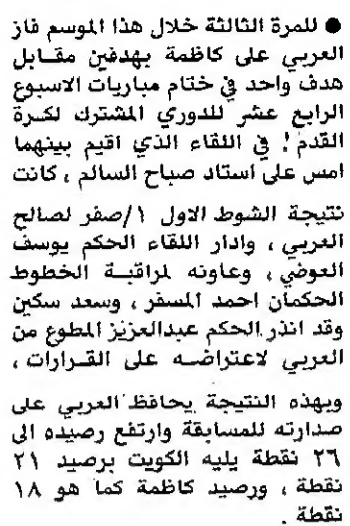 ● للمرة الثالثة خلال هذا الموسم فاز
العربي على كاظمة بهدفين مقابل
هدف واحد في ختام مباريات الاسبوع
الرابع عشر للدوري المشترك لكرة
القدم ! في اللقاء الذي اقيم بينهما
امس على استاد صباح السالم ، كانت
نتيجة الشوط الاول ١/صفر لصالح
العربي ، وادار اللقاء الحكم يوسف
العوضي ، وعاونه لمراقبة الخطوط
الحكمان احمد المسفر ، وسعد سكين
وقد انذر الحكم عبدالعزيز المطوع من
العربي لاعتراضه على القرارات ،
وبهذه النتيجة يحافظ العربي على
صدارته للمسابقة وارتفع رصيده الى
٢٦ نقطة يليه الكويت برصيد ٢١
نقطة ، ورصيد كاظمة كما هو ١٨
نقطة .